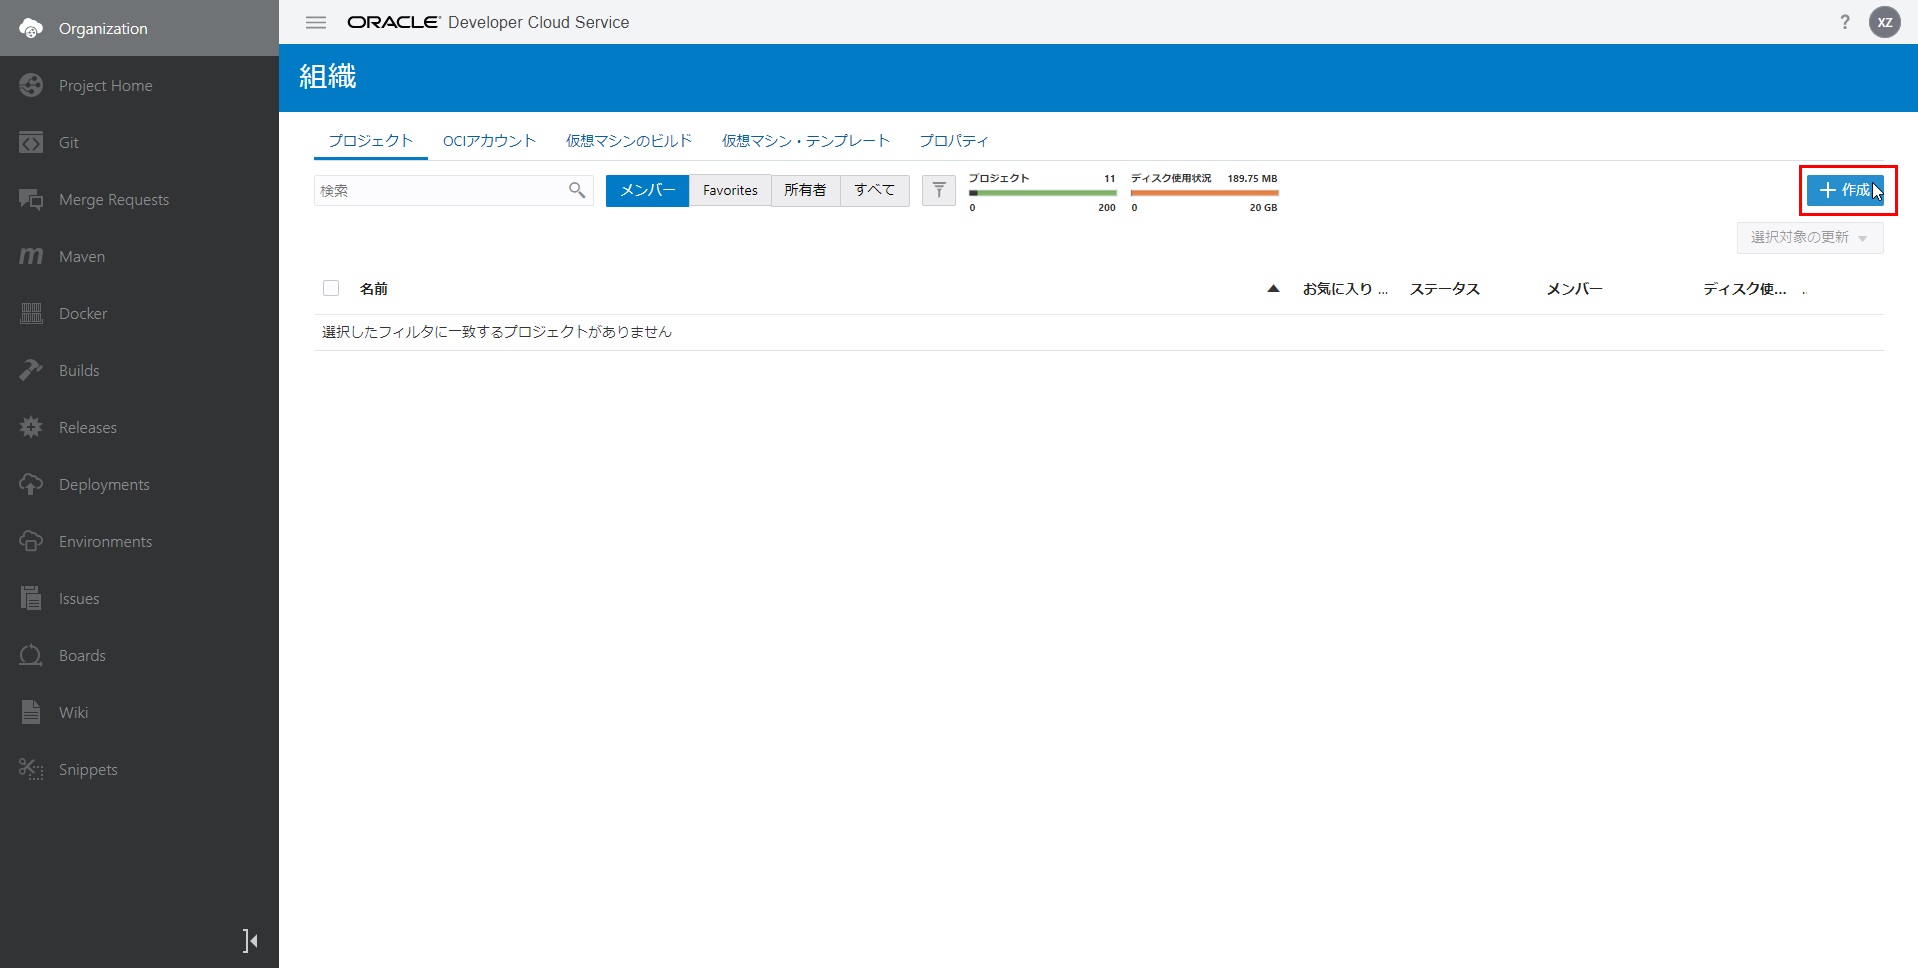 Organization
Project Home
Git
Merge Requests
Maven
Docker
Builds
Releases
Deployments
Environments
Issues
Boards
Wiki
Snippets
ORACLE Developer Cloud Service
? XZ
組織
プロジェクト OCIアカウント 仮想マシンのビルド 仮想マシン・テンプレート プロパティ
検索 メンバー Favorites 所有者 すべて
プロジェクト 11
0 200
ディスク使用状況 189.75 MB
0 20 GB
作成
選択対象の更新
名前 お気に入り ... ステータス メンバー ディスク使... ..
選択したフィルタに一致するプロジェクトがありません